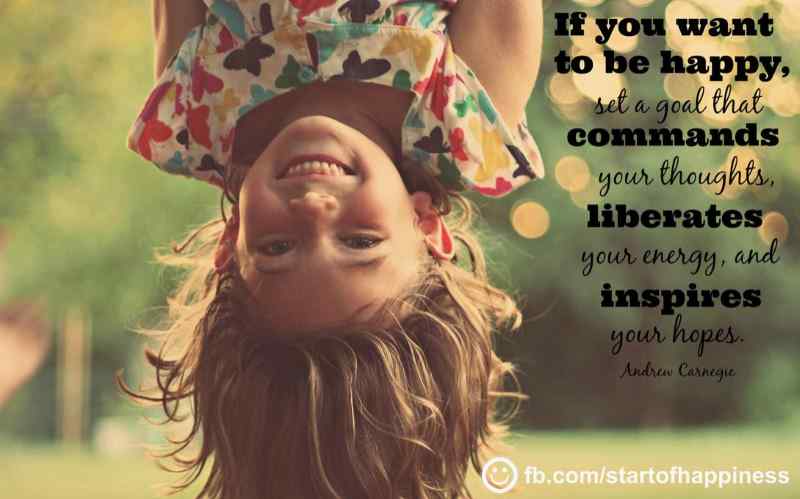 If you want
to be happy,
set a goal that
commands
your thoughts,
liberates
your energy, and
inspires
your hopes.
Andrew Carnegie
fb.com/startofhappiness